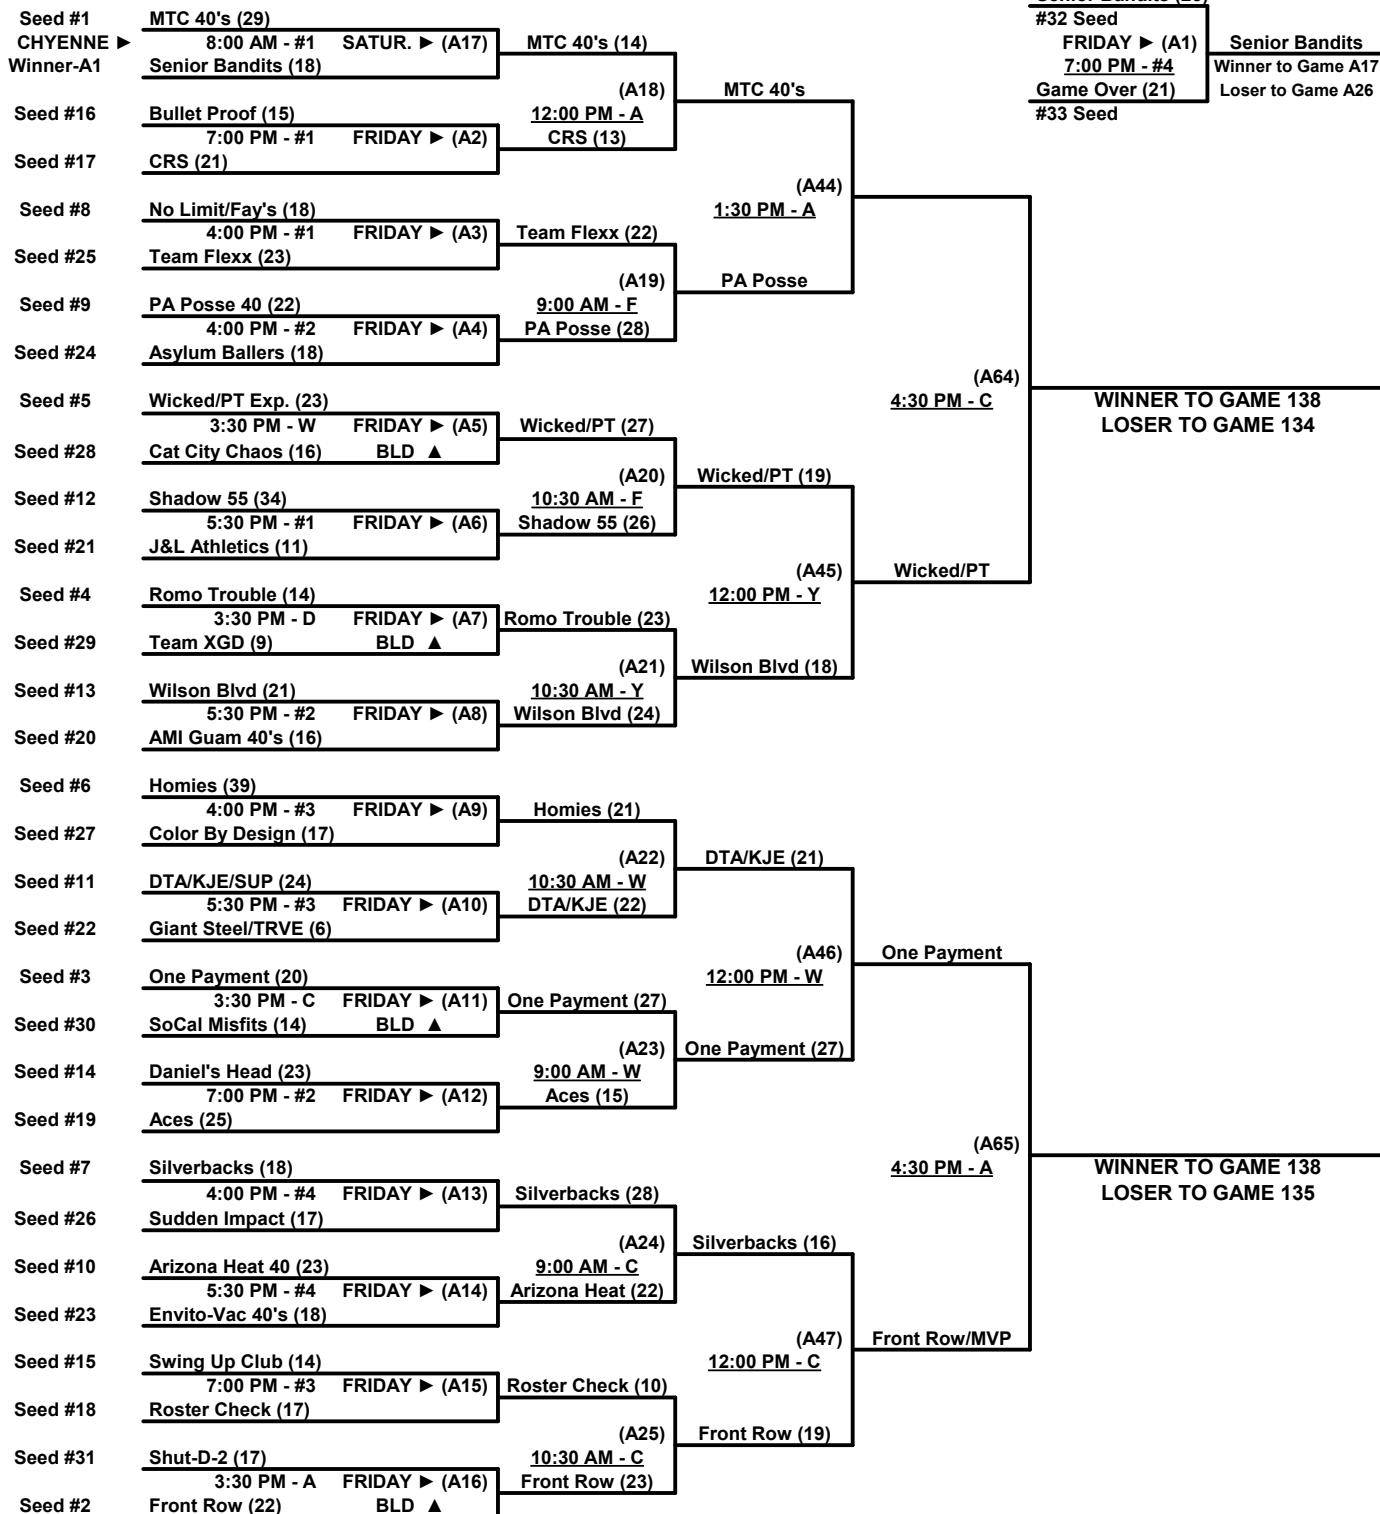 Seed #1 MTC 40's (29)
CHYENNE ► 8:00 AM - #1 SATUR. ► (A17) MTC 40's (14)
Winner-A1 Senior Bandits (18)
#32 Seed
FRIDAY ► (A1) Senior Bandits
7:00 PM - #4 Winner to Game A17
Game Over (21) Loser to Game A26
#33 Seed
(A18) MTC 40's
Seed #16 Bullet Proof (15) 12:00 PM - A
7:00 PM - #1 FRIDAY ► (A2) CRS (13)
Seed #17 CRS (21)
(A44)
Seed #8 No Limit/Fay's (18) 1:30 PM - A
4:00 PM - #1 FRIDAY ► (A3) Team Flexx (22)
Seed #25 Team Flexx (23)
(A19) PA Posse
Seed #9 PA Posse 40 (22) 9:00 AM - F
4:00 PM - #2 FRIDAY ► (A4) PA Posse (28)
Seed #24 Asylum Ballers (18)
(A64)
Seed #5 Wicked/PT Exp. (23) 4:30 PM - C WINNER TO GAME 138
3:30 PM - W FRIDAY ► (A5) Wicked/PT (27) LOSER TO GAME 134
Seed #28 Cat City Chaos (16) BLD ▲
(A20) Wicked/PT (19)
Seed #12 Shadow 55 (34) 10:30 AM - F
5:30 PM - #1 FRIDAY ► (A6) Shadow 55 (26)
Seed #21 J&L Athletics (11)
(A45) Wicked/PT
Seed #4 Romo Trouble (14) 12:00 PM - Y
3:30 PM - D FRIDAY ► (A7) Romo Trouble (23)
Seed #29 Team XGD (9) BLD ▲
(A21) Wilson Blvd (18)
Seed #13 Wilson Blvd (21) 10:30 AM - Y
5:30 PM - #2 FRIDAY ► (A8) Wilson Blvd (24)
Seed #20 AMI Guam 40's (16)
Seed #6 Homies (39)
4:00 PM - #3 FRIDAY ► (A9) Homies (21)
Seed #27 Color By Design (17)
(A22) DTA/KJE (21)
Seed #11 DTA/KJE/SUP (24) 10:30 AM - W
5:30 PM - #3 FRIDAY ► (A10) DTA/KJE (22)
Seed #22 Giant Steel/TRVE (6)
(A46) One Payment
Seed #3 One Payment (20) 12:00 PM - W
3:30 PM - C FRIDAY ► (A11) One Payment (27)
Seed #30 SoCal Misfits (14) BLD ▲
(A23) One Payment (27)
Seed #14 Daniel's Head (23) 9:00 AM - W
7:00 PM - #2 FRIDAY ► (A12) Aces (15)
Seed #19 Aces (25)
(A65)
Seed #7 Silverbacks (18) 4:30 PM - A WINNER TO GAME 138
4:00 PM - #4 FRIDAY ► (A13) Silverbacks (28) LOSER TO GAME 135
Seed #26 Sudden Impact (17)
(A24) Silverbacks (16)
Seed #10 Arizona Heat 40 (23) 9:00 AM - C
5:30 PM - #4 FRIDAY ► (A14) Arizona Heat (22)
Seed #23 Envito-Vac 40's (18)
(A47) Front Row/MVP
Seed #15 Swing Up Club (14) 12:00 PM - C
7:00 PM - #3 FRIDAY ► (A15) Roster Check (10)
Seed #18 Roster Check (17)
(A25) Front Row (19)
Seed #31 Shut-D-2 (17) 10:30 AM - C
3:30 PM - A FRIDAY ► (A16) Front Row (23)
Seed #2 Front Row (22) BLD ▲